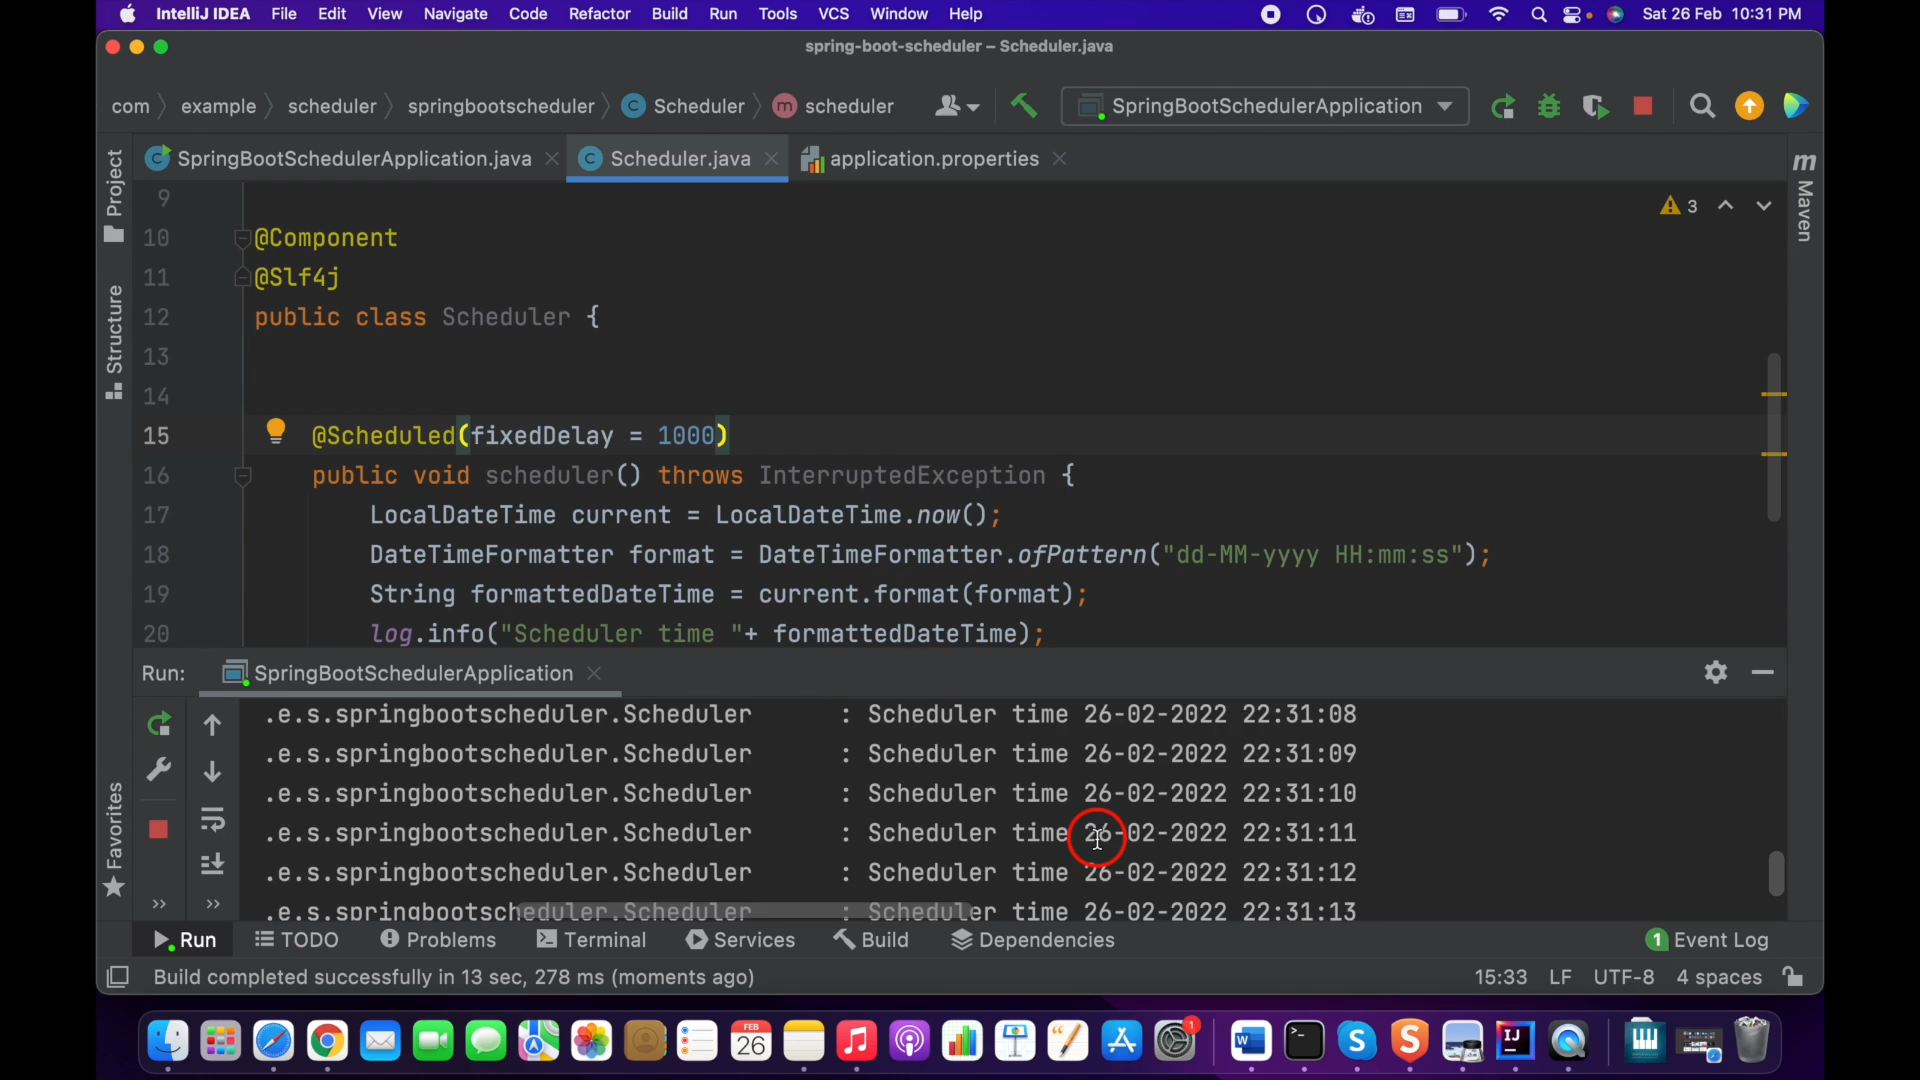 IntelliJ IDEA File Edit View Navigate Code Refactor Build Run Tools VCS Window Help Sat 26 Feb 10:31 PM
spring-boot-scheduler – Scheduler.java
com example scheduler springbootscheduler C Scheduler m scheduler SpringBootSchedulerApplication
C SpringBootSchedulerApplication.java C Scheduler.java application.properties
Project
Structure
Favorites
m Maven
3
9
10 @Component
11 @Slf4j
12 public class Scheduler {
13
14
15 @Scheduled(fixedDelay = 1000)
16 public void scheduler() throws InterruptedException {
17 LocalDateTime current = LocalDateTime.now();
18 DateTimeFormatter format = DateTimeFormatter.ofPattern("dd-MM-yyyy HH:mm:ss");
19 String formattedDateTime = current.format(format);
20 log.info("Scheduler time "+ formattedDateTime);
Run: SpringBootSchedulerApplication
.e.s.springbootscheduler.Scheduler : Scheduler time 26-02-2022 22:31:08
.e.s.springbootscheduler.Scheduler : Scheduler time 26-02-2022 22:31:09
.e.s.springbootscheduler.Scheduler : Scheduler time 26-02-2022 22:31:10
.e.s.springbootscheduler.Scheduler : Scheduler time 26-02-2022 22:31:11
.e.s.springbootscheduler.Scheduler : Scheduler time 26-02-2022 22:31:12
.e.s.springbootscheduler.Scheduler : Scheduler time 26-02-2022 22:31:13
» »
Run TODO Problems Terminal Services Build Dependencies 1 Event Log
Build completed successfully in 13 sec, 278 ms (moments ago) 15:33 LF UTF-8 4 spaces
FEB
26
1
W
S
S
IJ